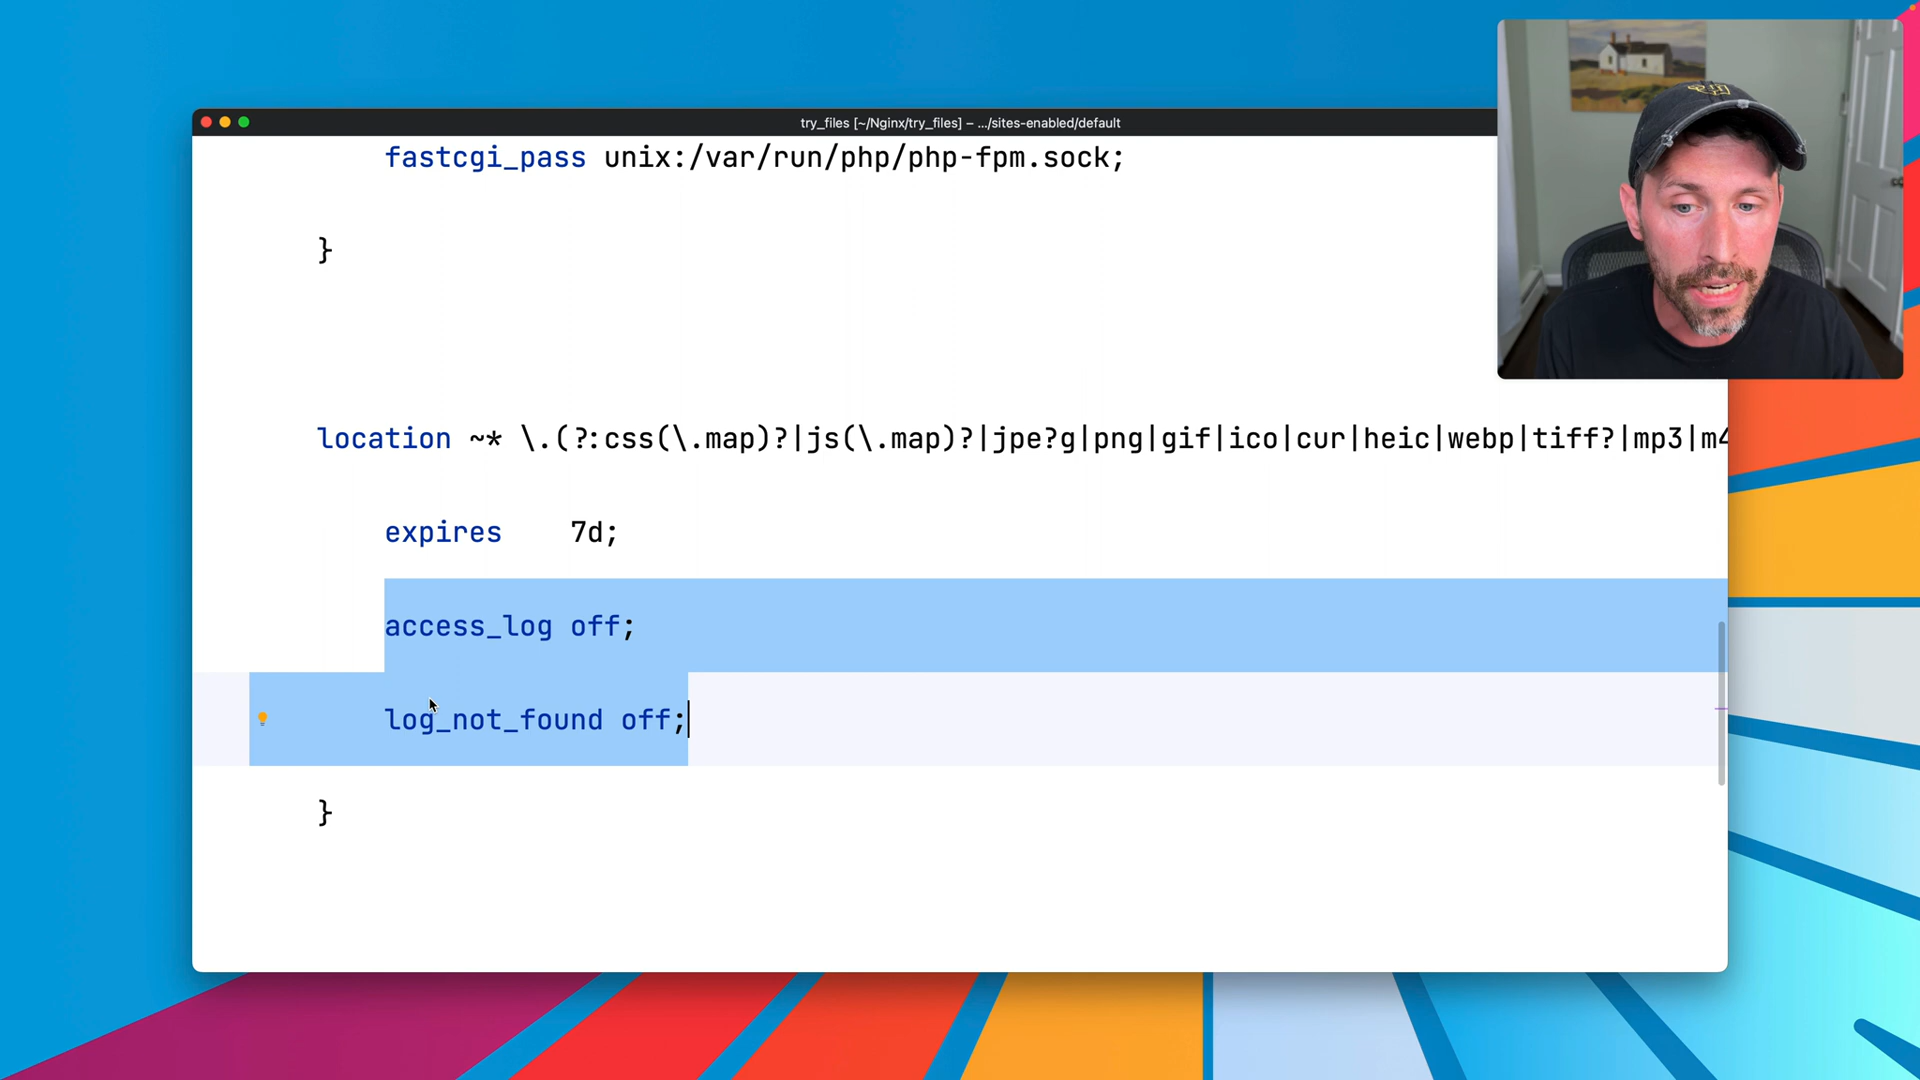 try_files [~/Nginx/try_files] – .../sites-enabled/default
fastcgi_pass unix:/var/run/php/php-fpm.sock;
}
location ~* \.(?:css(\.map)?|js(\.map)?|jpe?g|png|gif|ico|cur|heic|webp|tiff?|mp3|m4
expires 7d;
access_log off;
log_not_found off;
}